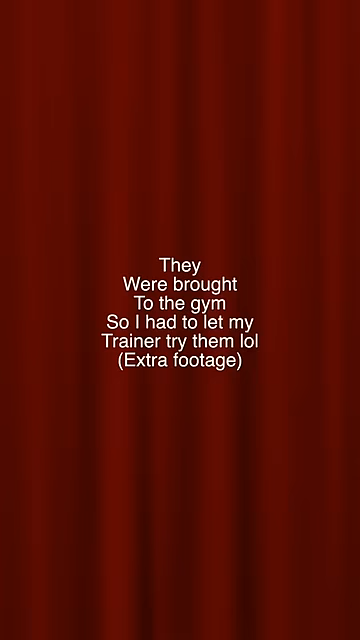 They
Were brought
To the gym
So I had to let my
Trainer try them lol
(Extra footage)